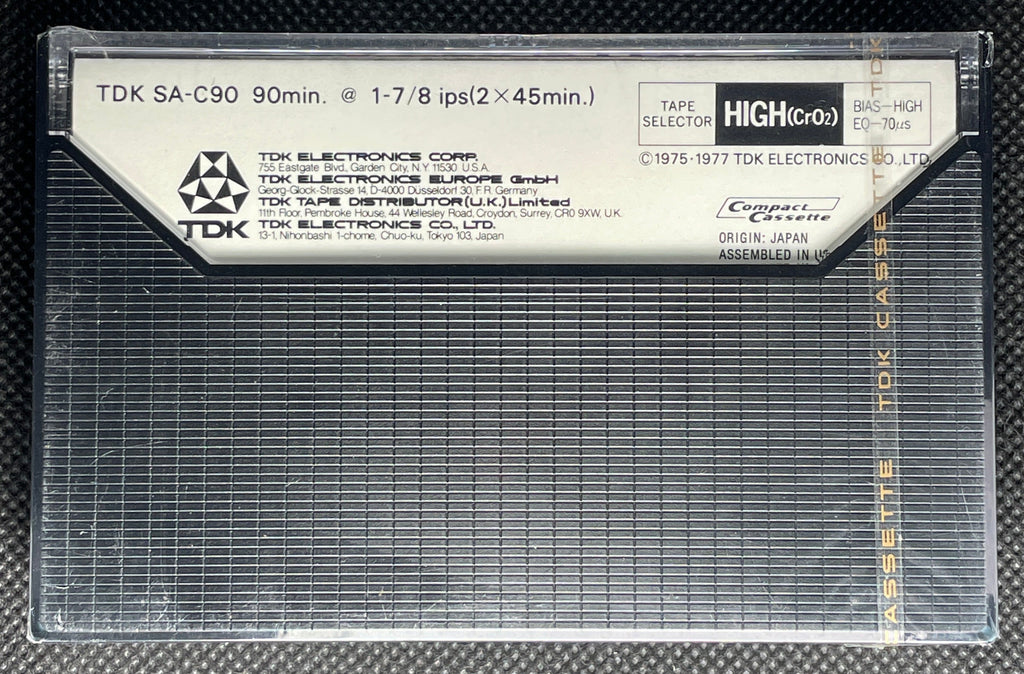 TDK SA-C90 90min. @ 1-7/8 ips(2×45min.)
TAPE SELECTOR
HIGH(CrO₂)
BIAS—HIGH
EQ—70μs
©1975·1977 TDK ELECTRONICS CO.,LTD.
TDK
TDK ELECTRONICS CORP.
755 Eastgate Blvd., Garden City, N.Y. 11530 U.S.A.
TDK ELECTRONICS EUROPE GmbH
Georg-Glock-Strasse 14, D-4000 Düsseldorf 30, F.R. Germany
TDK TAPE DISTRIBUTOR (U.K.) Limited
11th Floor, Pembroke House, 44 Wellesley Road, Croydon, Surrey, CR0 9XW, U.K.
TDK ELECTRONICS CO., LTD.
13-1, Nihonbashi 1-chome, Chuo-ku, Tokyo 103, Japan
Compact
Cassette
ORIGIN: JAPAN
ASSEMBLED IN
CASSETTE TDK CASSETTE TDK